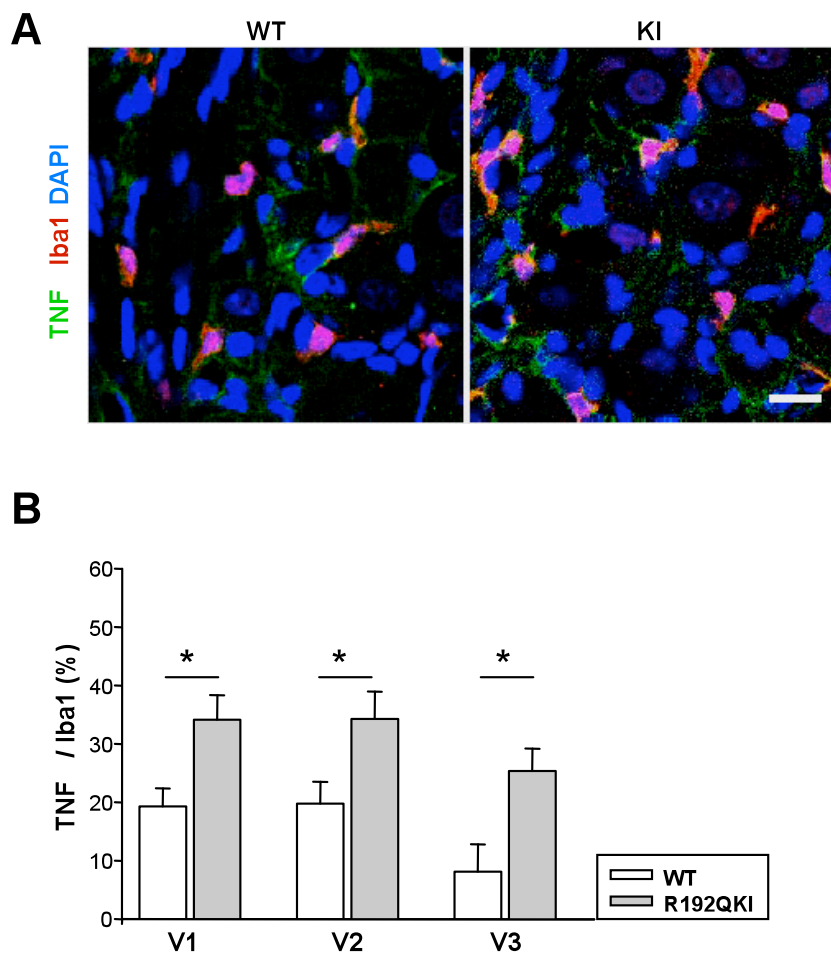 A
WT
KI
TNF Iba1 DAPI
B
TNF / Iba1 (%)
60
50
40
30
20
10
0
*
*
*
V1
V2
V3
WT
R192QKI